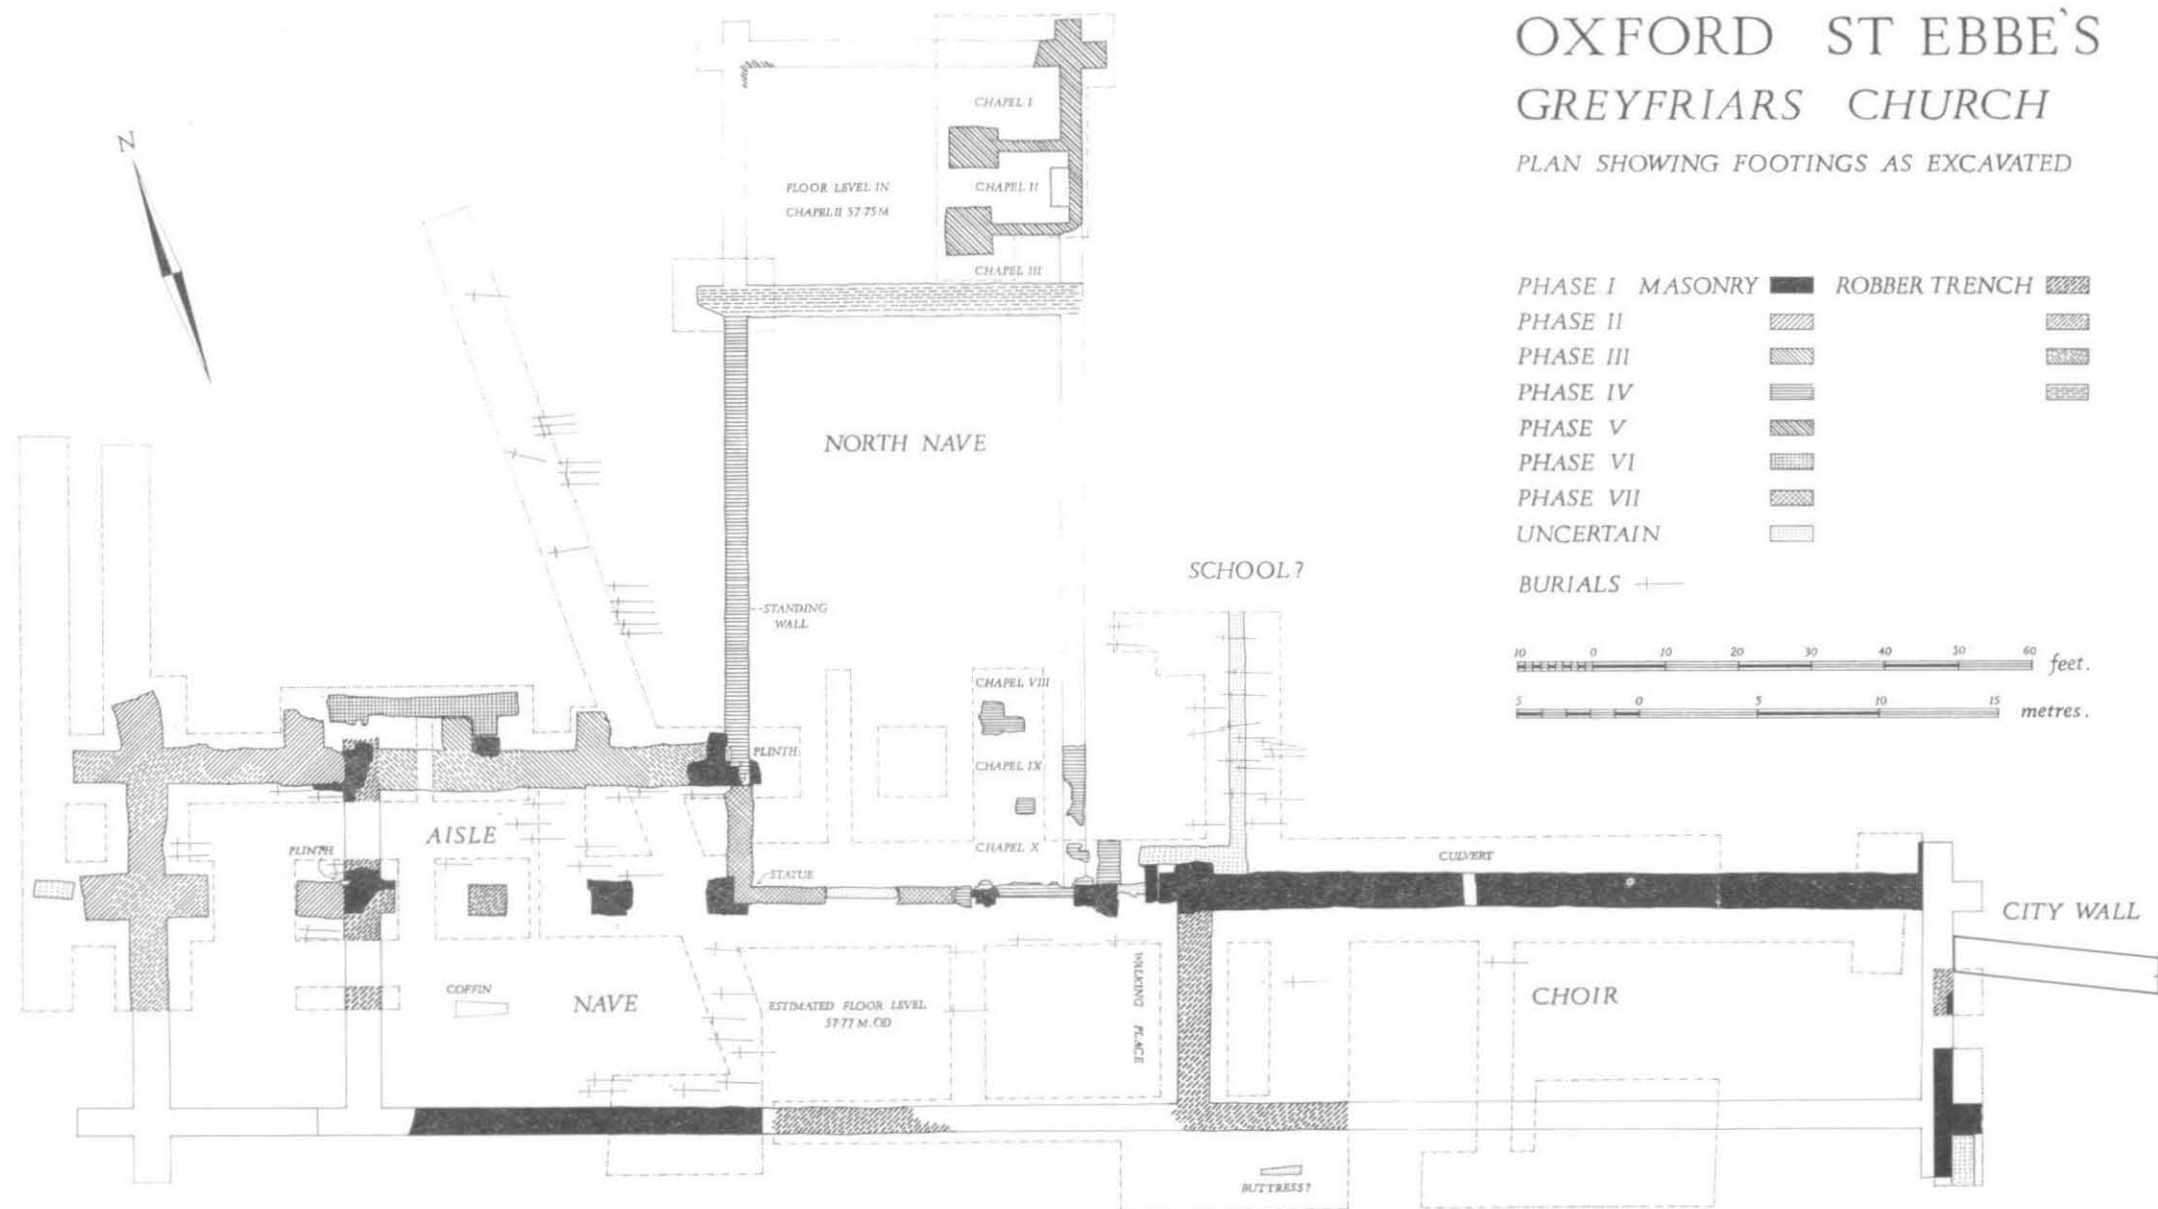 OXFORD ST EBBE'S
GREYFRIARS CHURCH
PLAN SHOWING FOOTINGS AS EXCAVATED
PHASE I MASONRY ROBBER TRENCH
PHASE II
PHASE III
PHASE IV
PHASE V
PHASE VI
PHASE VII
UNCERTAIN
BURIALS
10 0 10 20 30 40 50 60 feet.
5 0 5 10 15 metres.
N
CHAPEL I
CHAPEL II
FLOOR LEVEL IN
CHAPEL II 57·75 M
CHAPEL III
NORTH NAVE
SCHOOL?
STANDING
WALL
CHAPEL VIII
PLINTH
CHAPEL IX
AISLE
PLINTH
CHAPEL X
CULVERT
STATUE
CITY WALL
COFFIN
NAVE
ESTIMATED FLOOR LEVEL
57·77 M. OD
WALKING PLACE
CHOIR
BUTTRESS?